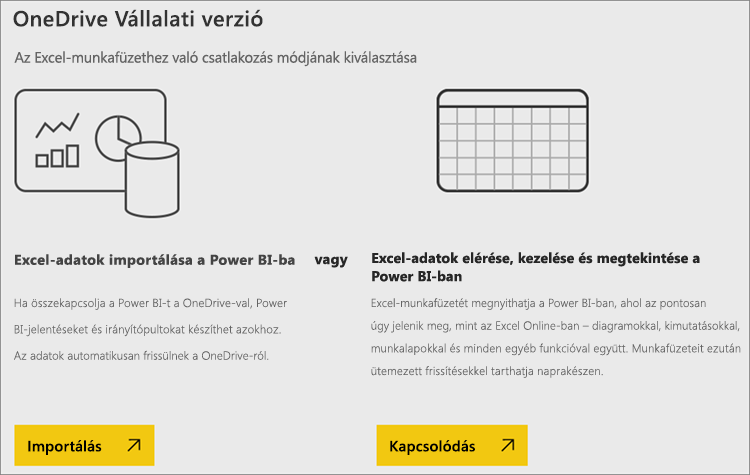 OneDrive Vállalati verzió
Az Excel-munkafüzethez való csatlakozás módjának kiválasztása
Excel-adatok importálása a Power BI-ba
vagy
Excel-adatok elérése, kezelése és megtekintése a
Power BI-ban
Ha összekapcsolja a Power BI-t a OneDrive-val, Power
BI-jelentéseket és irányítópultokat készíthet azokhoz.
Az adatok automatikusan frissülnek a OneDrive-ról.
Excel-munkafüzetét megnyithatja a Power BI-ban, ahol az pontosan
úgy jelenik meg, mint az Excel Online-ban – diagramokkal, kimutatásokkal,
munkalapokkal és minden egyéb funkcióval együtt. Munkafüzeteit ezután
ütemezett frissítésekkel tarthatja naprakészen.
Importálás
Kapcsolódás